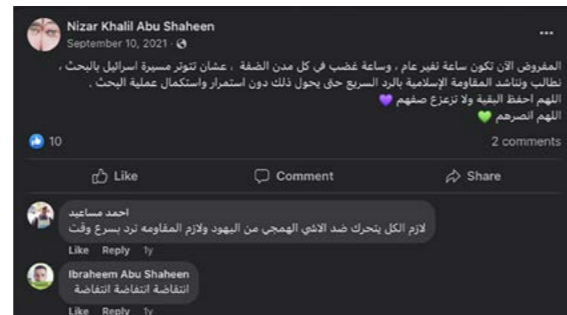 Nizar Khalil Abu Shaheen
September 10, 2021
المفروض الآن تكون ساعة نفير عام ، وساعة غضب في كل مدن الضفة ، عشان تتوتر مسيرة اسرائيل بالبحث ،
نطالب ونناشد المقاومة الإسلامية بالرد السريع حتى يحول ذلك دون استمرار واستكمال عملية البحث .
اللهم احفظ البقية ولا تزعزع صفهم 💜
اللهم انصرهم 💚
10
2 comments
Like
Comment
Share
احمد مساعيد
لازم الكل يتحرك ضد الاشي الهمجي من اليهود ولازم المقاومه ترد بسرع وقت
Like Reply 1y
Ibraheem Abu Shaheen
انتفاضة انتفاضة انتفاضة
Like Reply 1y